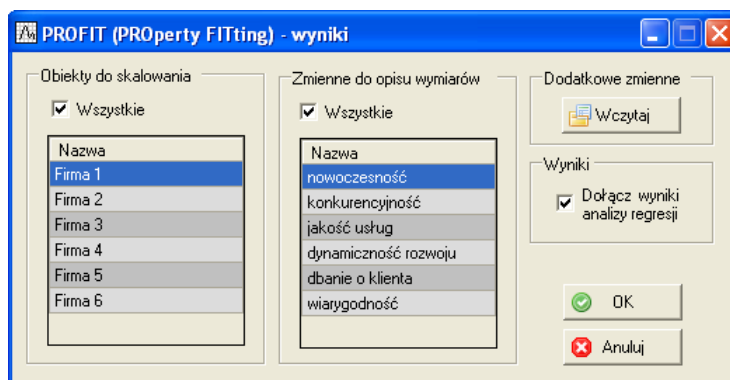 PROFIT (PROperty FITting) - wyniki
Obiekty do skalowania
Wszystkie
Nazwa
Firma 1
Firma 2
Firma 3
Firma 4
Firma 5
Firma 6
Zmienne do opisu wymiarów
Wszystkie
Nazwa
nowoczesność
konkurencyjność
jakość usług
dynamiczność rozwoju
dbanie o klienta
wiarygodność
Dodatkowe zmienne
Wczytaj
Wyniki
Dołącz wyniki
analizy regresji
OK
Anuluj